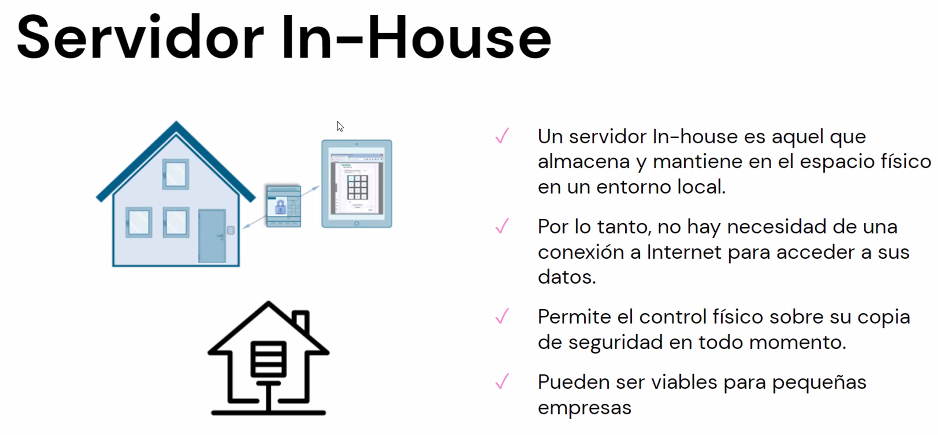 Servidor In-House
Un servidor In-house es aquel que
almacena y mantiene en el espacio físico
en un entorno local.
Por lo tanto, no hay necesidad de una
conexión a Internet para acceder a sus
datos.
Permite el control físico sobre su copia
de seguridad en todo momento.
Pueden ser viables para pequeñas
empresas